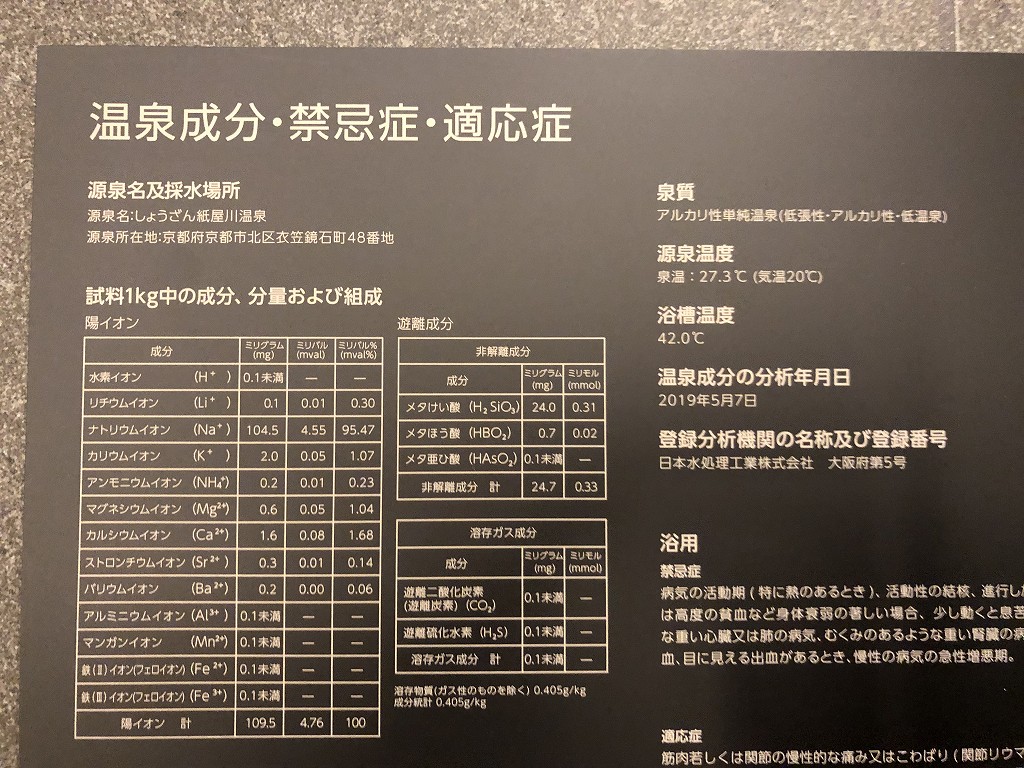 温泉成分・禁忌症・適応症
源泉名及採水場所
源泉名:しょうざん紙屋川温泉
源泉所在地:京都府京都市北区衣笠鏡石町48番地
試料1kg中の成分、分量および組成
陽イオン
成分 ミリグラム(mg) ミリバル(mval) ミリバル%(mval%)
水素イオン (H⁺) 0.1未満 — —
リチウムイオン (Li⁺) 0.1 0.01 0.30
ナトリウムイオン (Na⁺) 104.5 4.55 95.47
カリウムイオン (K⁺) 2.0 0.05 1.07
アンモニウムイオン (NH₄⁺) 0.2 0.01 0.23
マグネシウムイオン (Mg²⁺) 0.6 0.05 1.04
カルシウムイオン (Ca²⁺) 1.6 0.08 1.68
ストロンチウムイオン (Sr²⁺) 0.3 0.01 0.14
バリウムイオン (Ba²⁺) 0.2 0.00 0.06
アルミニウムイオン (Al³⁺) 0.1未満 — —
マンガンイオン (Mn²⁺) 0.1未満 — —
鉄(Ⅱ)イオン(フェロイオン) (Fe²⁺) 0.1未満 — —
鉄(Ⅲ)イオン(フェロイオン) (Fe³⁺) 0.1未満 — —
陽イオン 計 109.5 4.76 100
遊離成分
非解離成分
成分 ミリグラム(mg) ミリモル(mmol)
メタけい酸 (H₂SiO₃) 24.0 0.31
メタほう酸 (HBO₂) 0.7 0.02
メタ亜ひ酸 (HAsO₂) 0.1未満 —
非解離成分 計 24.7 0.33
溶存ガス成分
成分 ミリグラム(mg) ミリモル(mmol)
遊離二酸化炭素
(遊離炭素) (CO₂) 0.1未満 —
遊離硫化水素 (H₂S) 0.1未満 —
溶存ガス成分 計 0.1未満 —
溶存物質(ガス性のものを除く) 0.405g/kg
成分総計 0.405g/kg
泉質
アルカリ性単純温泉(低張性・アルカリ性・低温泉)
源泉温度
泉温：27.3℃ (気温20℃)
浴槽温度
42.0℃
温泉成分の分析年月日
2019年5月7日
登録分析機関の名称及び登録番号
日本水処理工業株式会社 大阪府第5号
浴用
禁忌症
病気の活動期(特に熱のあるとき)、活動性の結核、進行し
は高度の貧血など身体衰弱の著しい場合、少し動くと息苦
な重い心臓又は肺の病気、むくみのあるような重い腎臓の病
血、目に見える出血があるとき、慢性の病気の急性増悪期。
適応症
筋肉若しくは関節の慢性的な痛み又はこわばり(関節リウマ